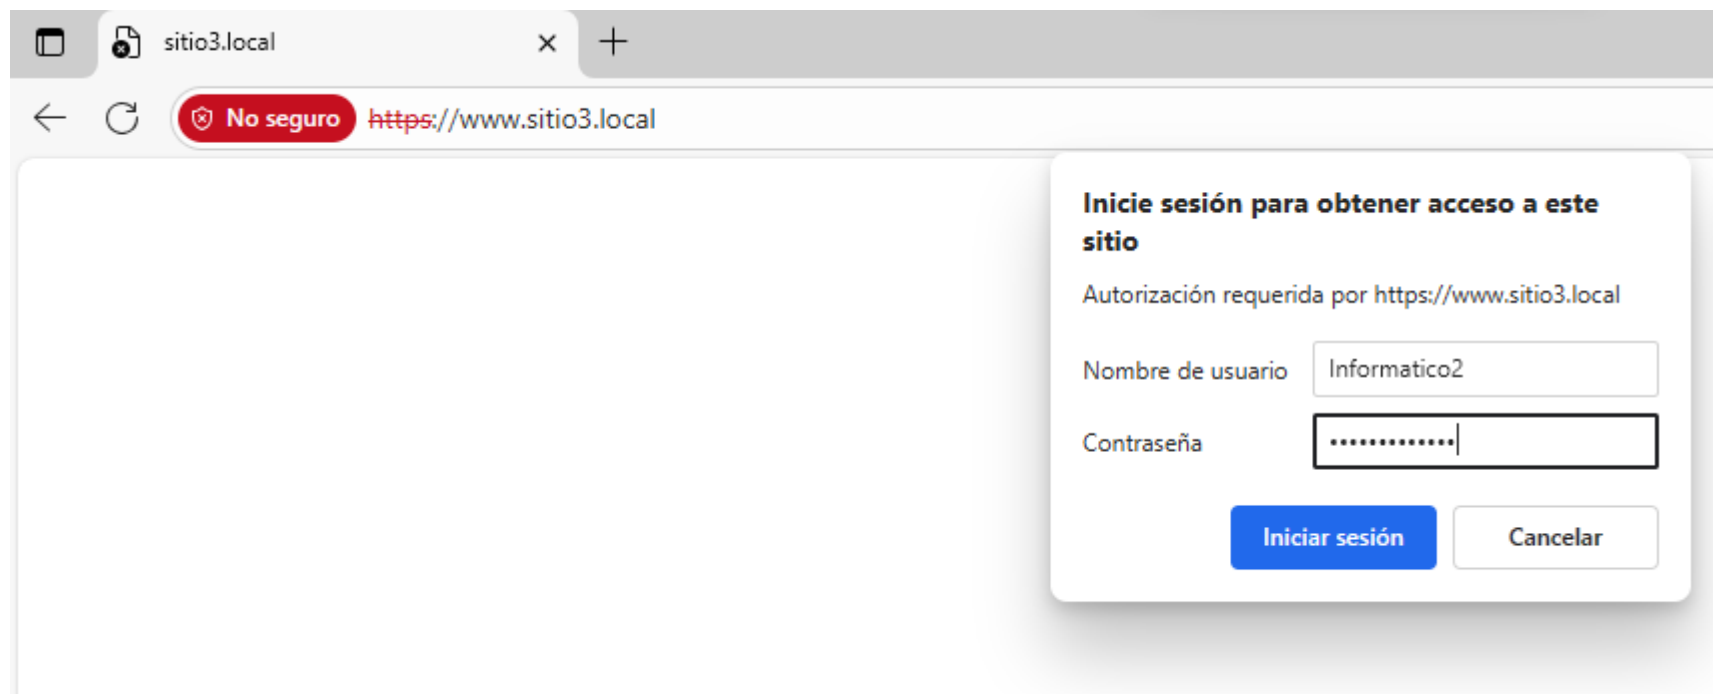 sitio3.local
No seguro https://www.sitio3.local
Inicie sesión para obtener acceso a este
sitio
Autorización requerida por https://www.sitio3.local
Nombre de usuario Informatico2
Contraseña •••••••••••••
Iniciar sesión Cancelar